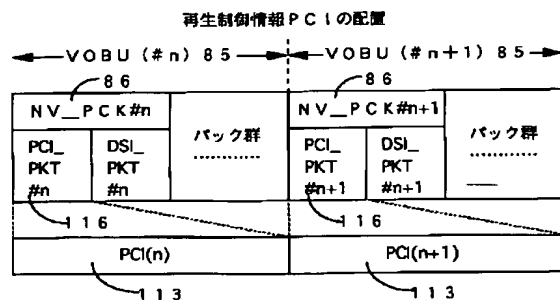 再生制御情報PCIの配置
VOBU(#n)85
VOBU(#n+1)85
86
86
NV__PCK#n
パック群
NV__PCK#n+1
パック群
PCI_
PKT
#n
DSI_
PKT
#n
PCI_
PKT
#n+1
DSI_
PKT
#n+1
116
116
PCI(n)
PCI(n+1)
113
113